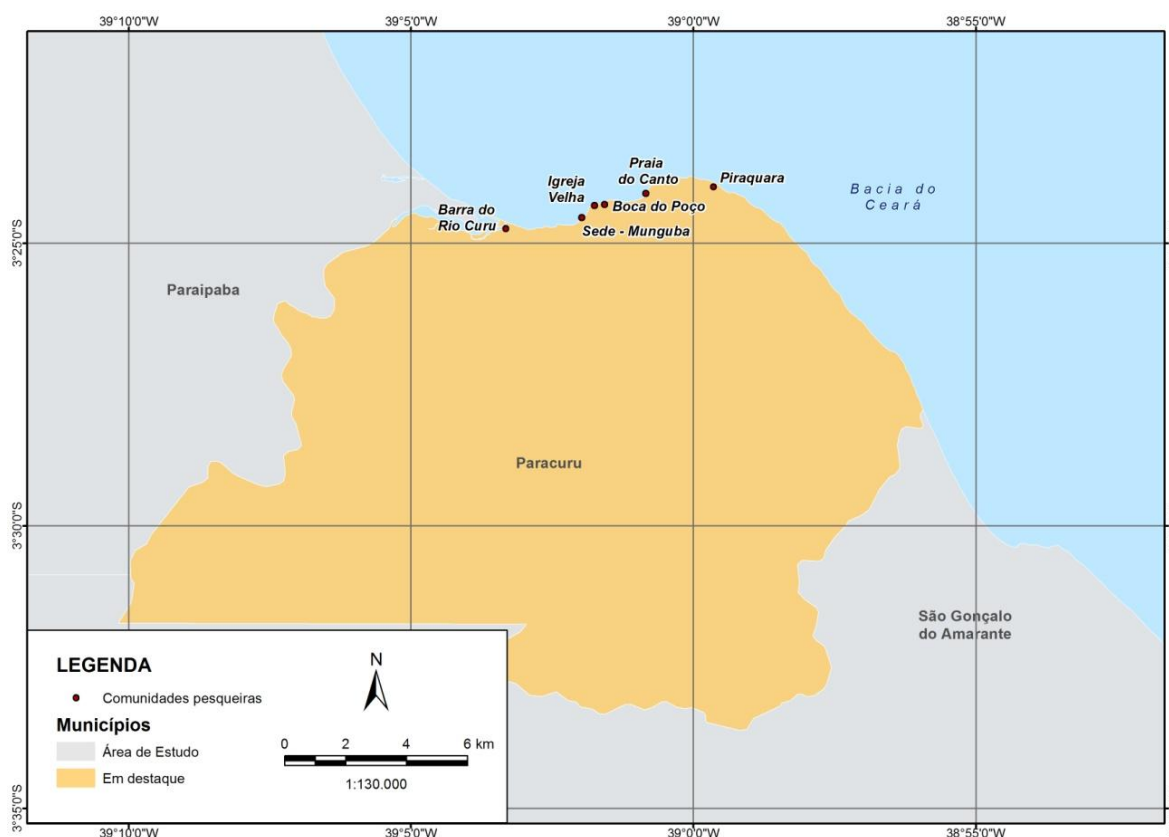 39°10'0"W
39°5'0"W
39°0'0"W
38°55'0"W
Praia
do Canto
Piraquara
Igreja
Velha
Boca do Poço
Barra do
Rio Curu
Sede - Munguba
Bacia do
Ceará
3°25'0"S
Paraipaba
Paracuru
3°30'0"S
São Gonçalo
do Amarante
LEGENDA
Comunidades pesqueiras
Municípios
Área de Estudo
Em destaque
N
0 2 4 6 km
1:130.000
3°35'0"S
39°10'0"W
39°5'0"W
39°0'0"W
38°55'0"W